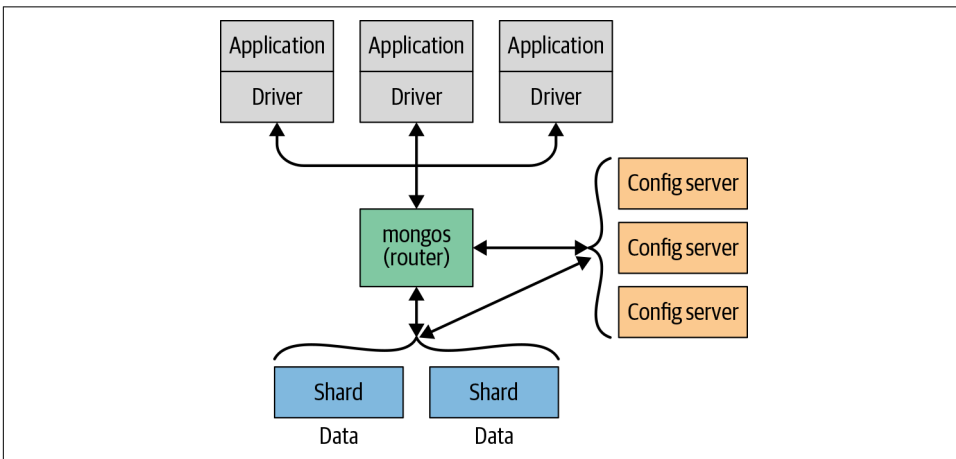 Application
Application
Application
Driver
Driver
Driver
Config server
mongos
(router)
Config server
Config server
Shard
Shard
Data
Data